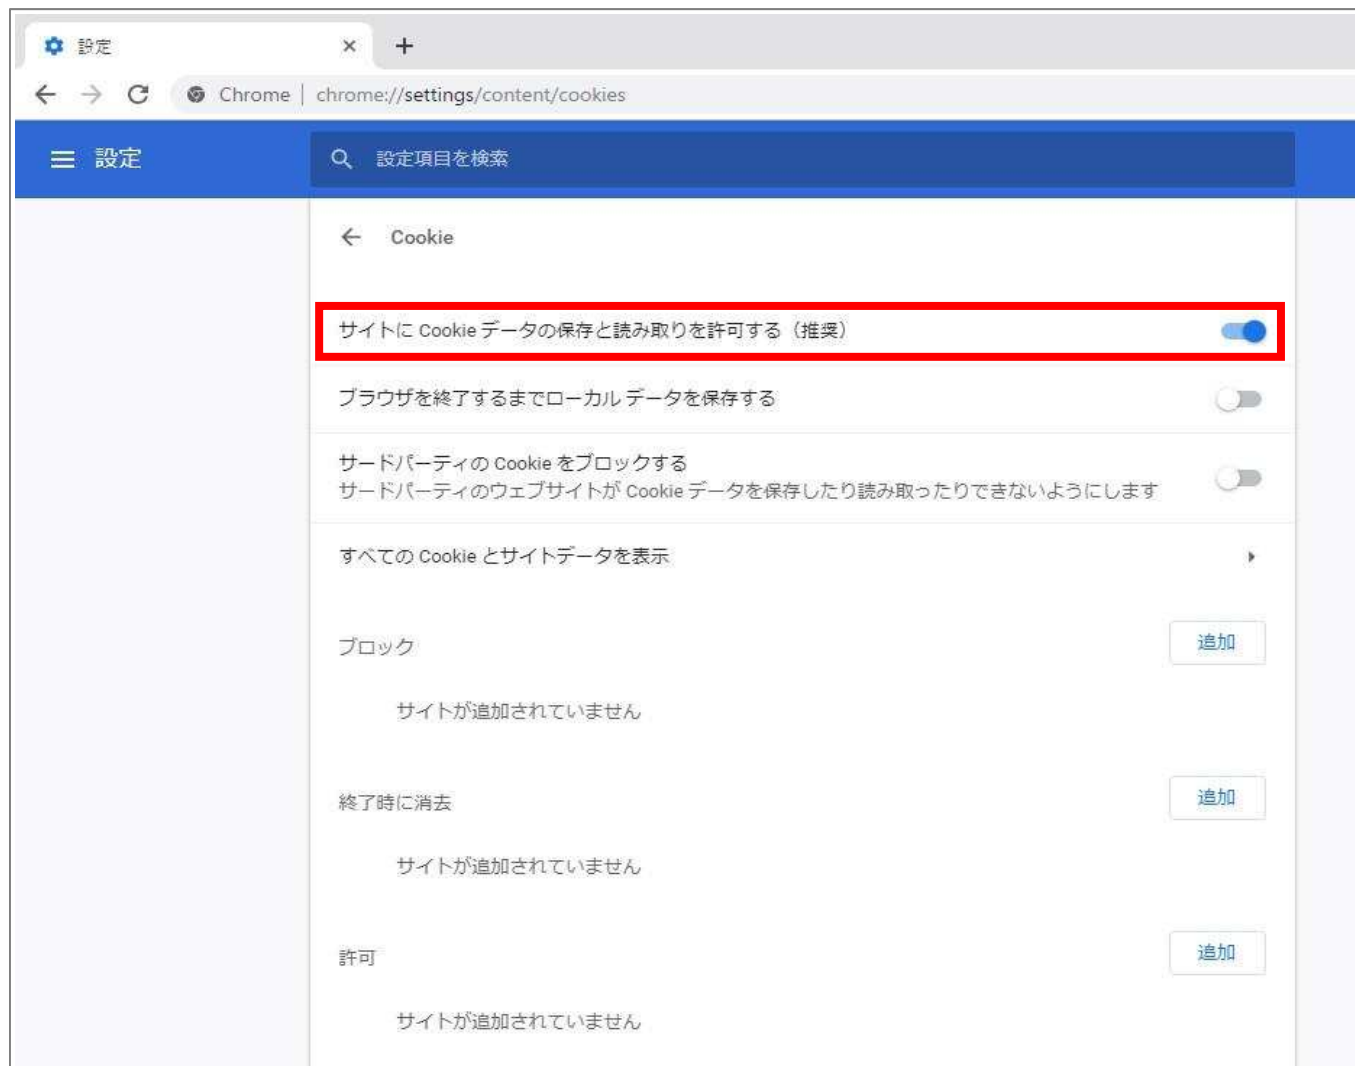 設定
Chrome | chrome://settings/content/cookies
設定
設定項目を検索
Cookie
サイトに Cookie データの保存と読み取りを許可する（推奨）
ブラウザを終了するまでローカル データを保存する
サードパーティの Cookie をブロックする
サードパーティのウェブサイトが Cookie データを保存したり読み取ったりできないようにします
すべての Cookie とサイトデータを表示
ブロック
追加
サイトが追加されていません
終了時に消去
追加
サイトが追加されていません
許可
追加
サイトが追加されていません